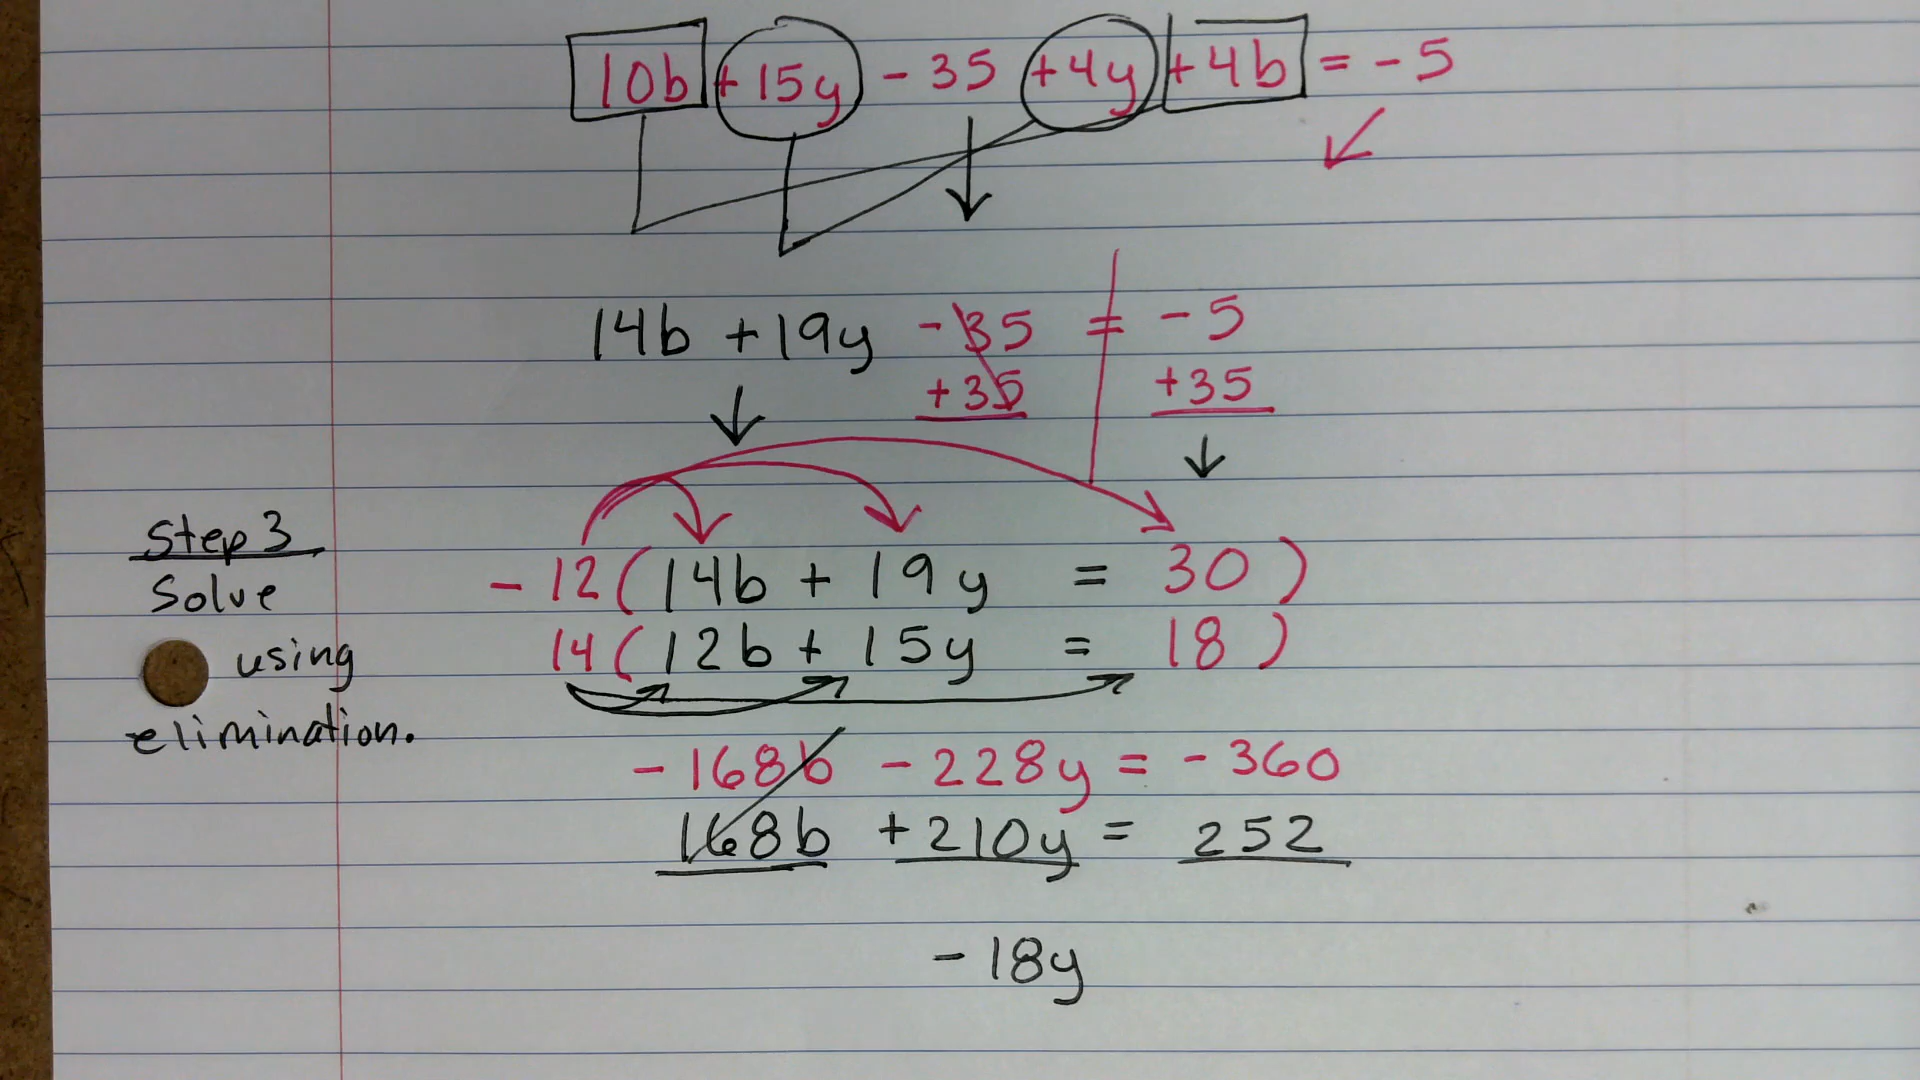 10b +15y - 35 +4y +4b = - 5
14b + 19y - 35 = - 5
+ 35 + 35
Step 3
Solve
using
elimination.
- 12 ( 14b + 19y = 30 )
14 ( 12b + 15y = 18 )
- 168b - 228y = - 360
168b + 210y = 252
- 18y